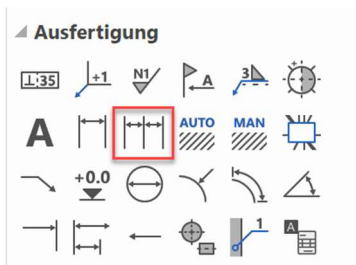 Ausfertigung
⊥ 35 +1 N1 A 3
A AUTO MAN
+0.0
1 A